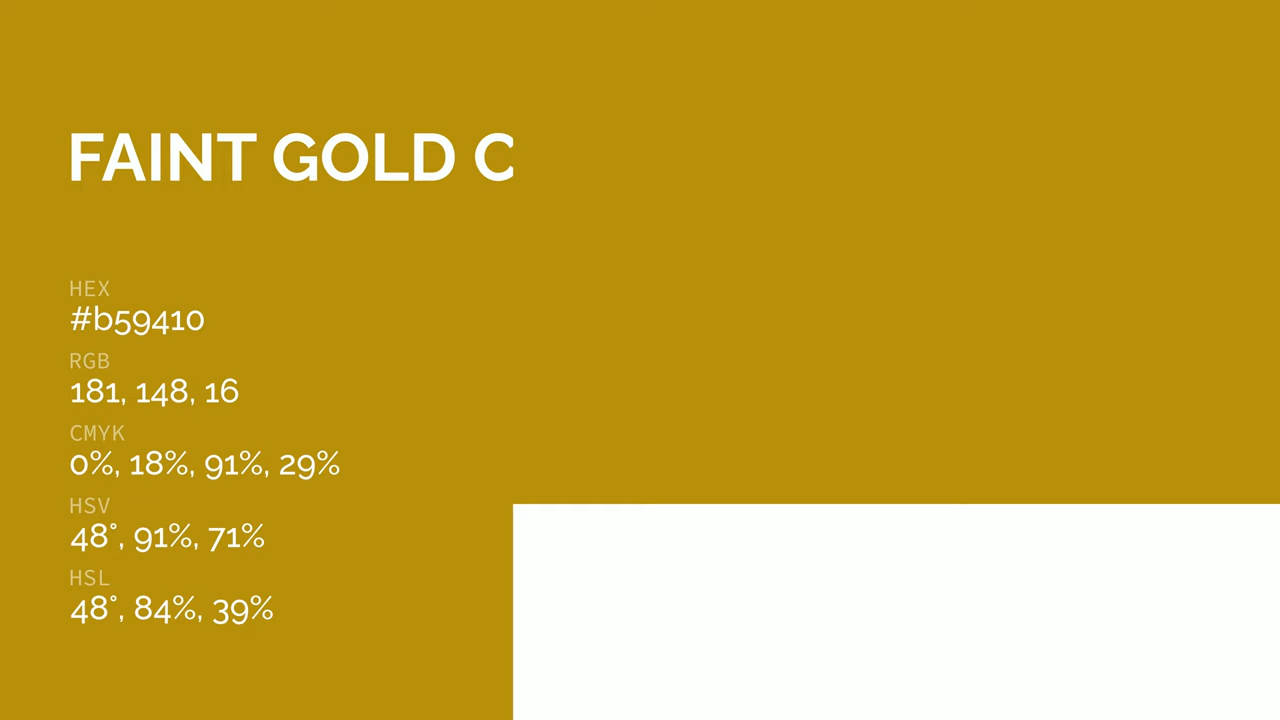 FAINT GOLD C
HEX
#b59410
RGB
181, 148, 16
CMYK
0%, 18%, 91%, 29%
HSV
48°, 91%, 71%
HSL
48°, 84%, 39%